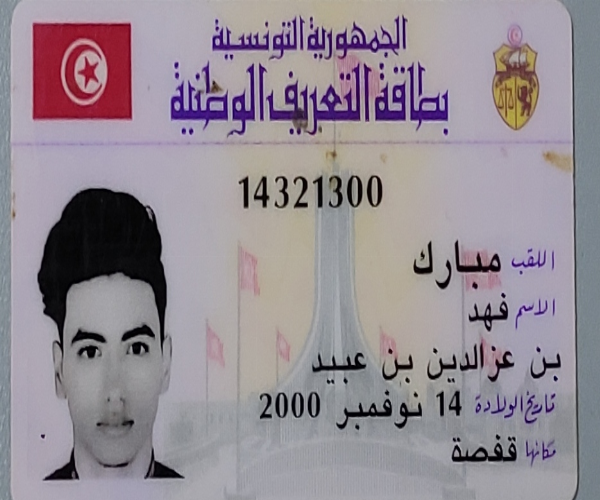 الجمهورية التونسية
بطاقة التعريف الوطنية
14321300
اللقب مبارك
الاسم فهد
بن عزالدين بن عبيد
تاريخ الولادة 14 نوفمبر 2000
مكانها قفصة